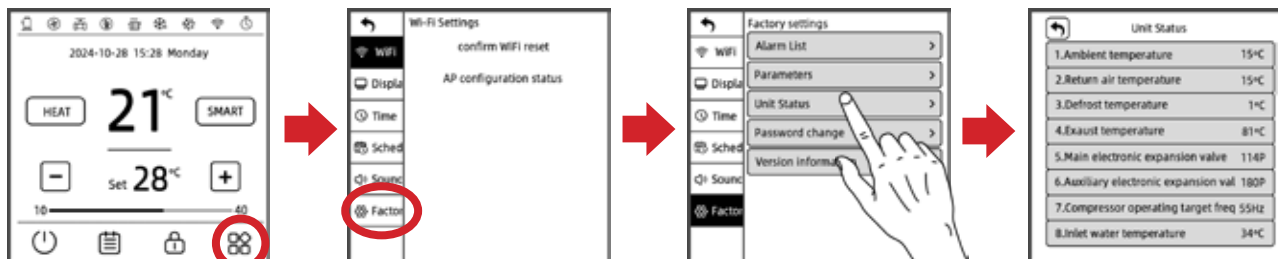 2024-10-28 15:28 Monday
HEAT
21°C
SMART
Set 28°C
10
40
Wi-Fi Settings
WiFi
confirm WIFI reset
Displa
AP configuration status
Time
Sched
Sounc
Factor
Factory settings
WiFi
Alarm List
Displa
Parameters
Time
Unit Status
Sched
Password change
Sounc
Version informa
Factor
Unit Status
1.Ambient temperature 15°C
2.Return air temperature 15°C
3.Defrost temperature 1°C
4.Exaust temperature 81°C
5.Main electronic expansion valve 114P
6.Auxiliary electronic expansion val 180P
7.Compressor operating target freq 55Hz
8.Inlet water temperature 34°C